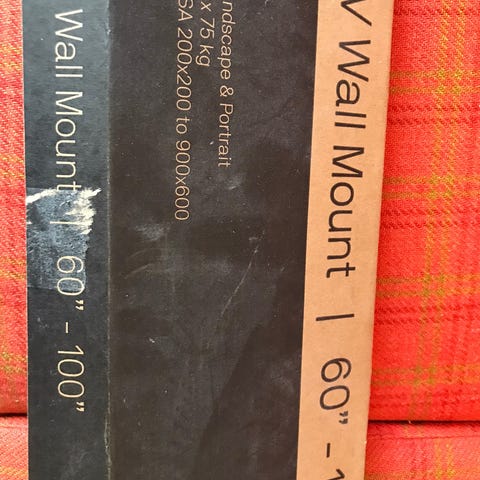 V Wall Mount | 60” - 1
ndscape & Portrait
x 75 kg
SA 200x200 to 900x600
Wall Mount | 60” - 100”